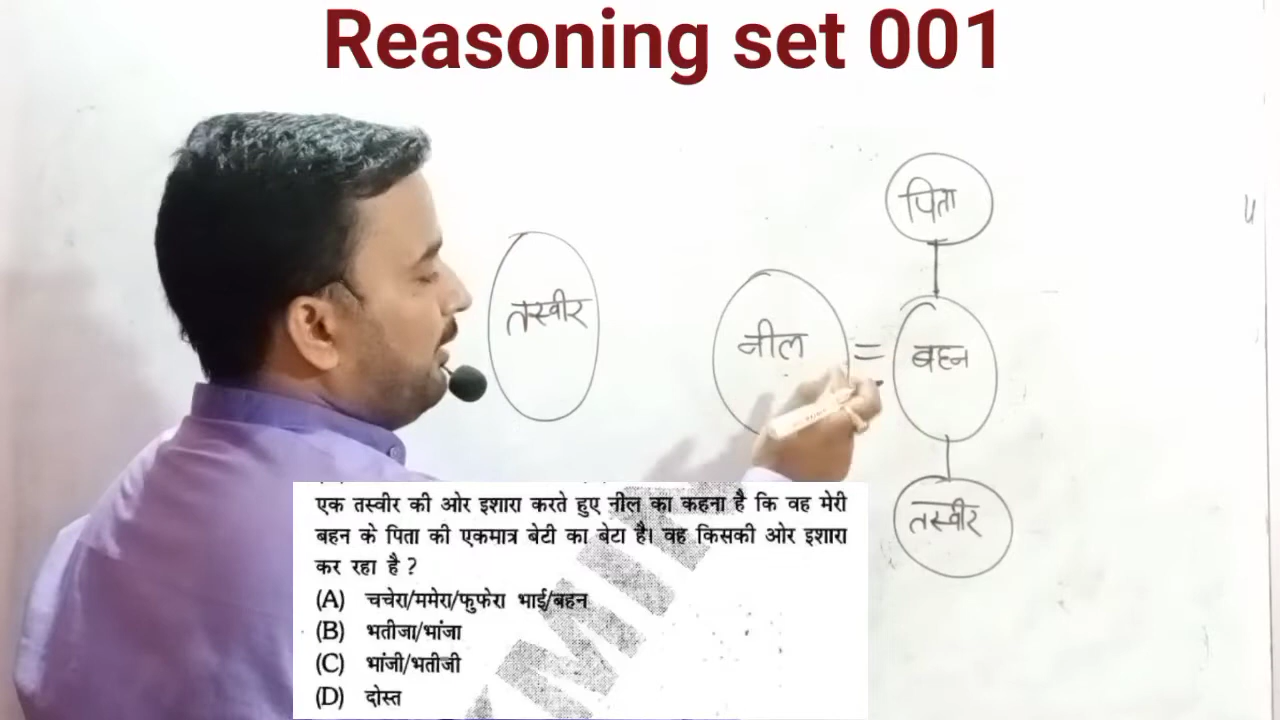 Reasoning set 001
पिता
तस्वीर
नील = बहन
तस्वीर
एक तस्वीर की ओर इशारा करते हुए नील का कहना है कि वह मेरी
बहन के पिता की एकमात्र बेटी का बेटा है। वह किसकी ओर इशारा
कर रहा है ?
(A) चचेरा/ममेरा/फुफेरा भाई/बहन
(B) भतीजा/भांजा
(C) भांजी/भतीजी
(D) दोस्त